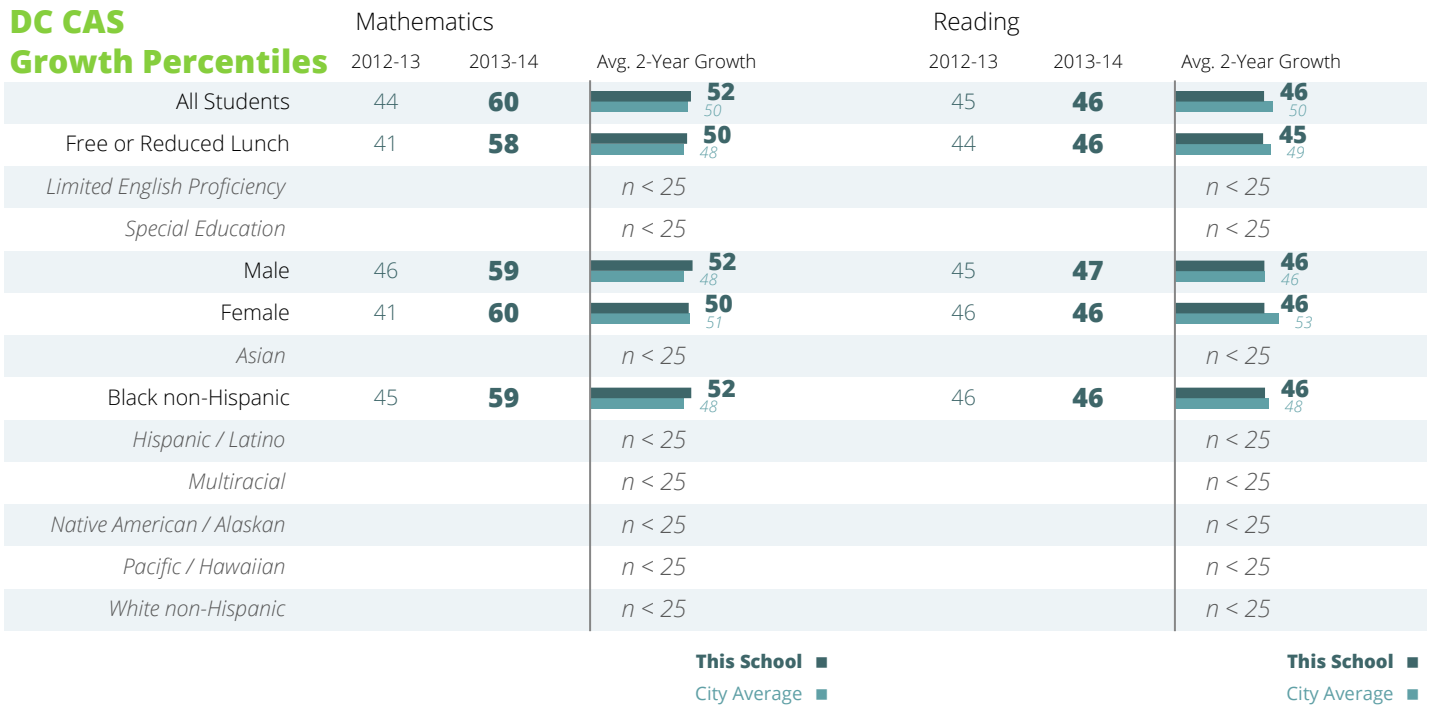 DC CAS
Growth Percentiles
Mathematics Reading
2012-13 2013-14 Avg. 2-Year Growth 2012-13 2013-14 Avg. 2-Year Growth
All Students 44 60 52 50 45 46 46 50
Free or Reduced Lunch 41 58 50 48 44 46 45 49
Limited English Proficiency n < 25 n < 25
Special Education n < 25 n < 25
Male 46 59 52 48 45 47 46 46
Female 41 60 50 51 46 46 46 53
Asian n < 25 n < 25
Black non-Hispanic 45 59 52 48 46 46 46 48
Hispanic / Latino n < 25 n < 25
Multiracial n < 25 n < 25
Native American / Alaskan n < 25 n < 25
Pacific / Hawaiian n < 25 n < 25
White non-Hispanic n < 25 n < 25
This School This School
City Average City Average